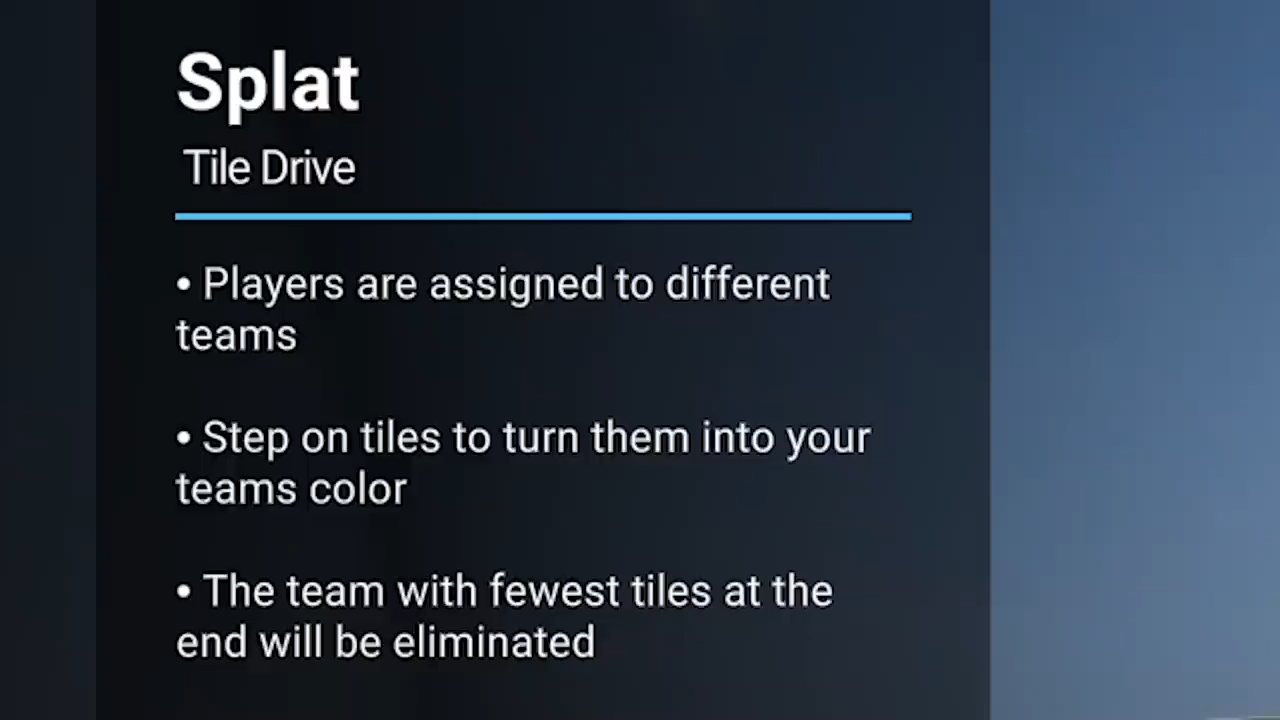 Splat
Tile Drive
• Players are assigned to different
teams
• Step on tiles to turn them into your
teams color
• The team with fewest tiles at the
end will be eliminated